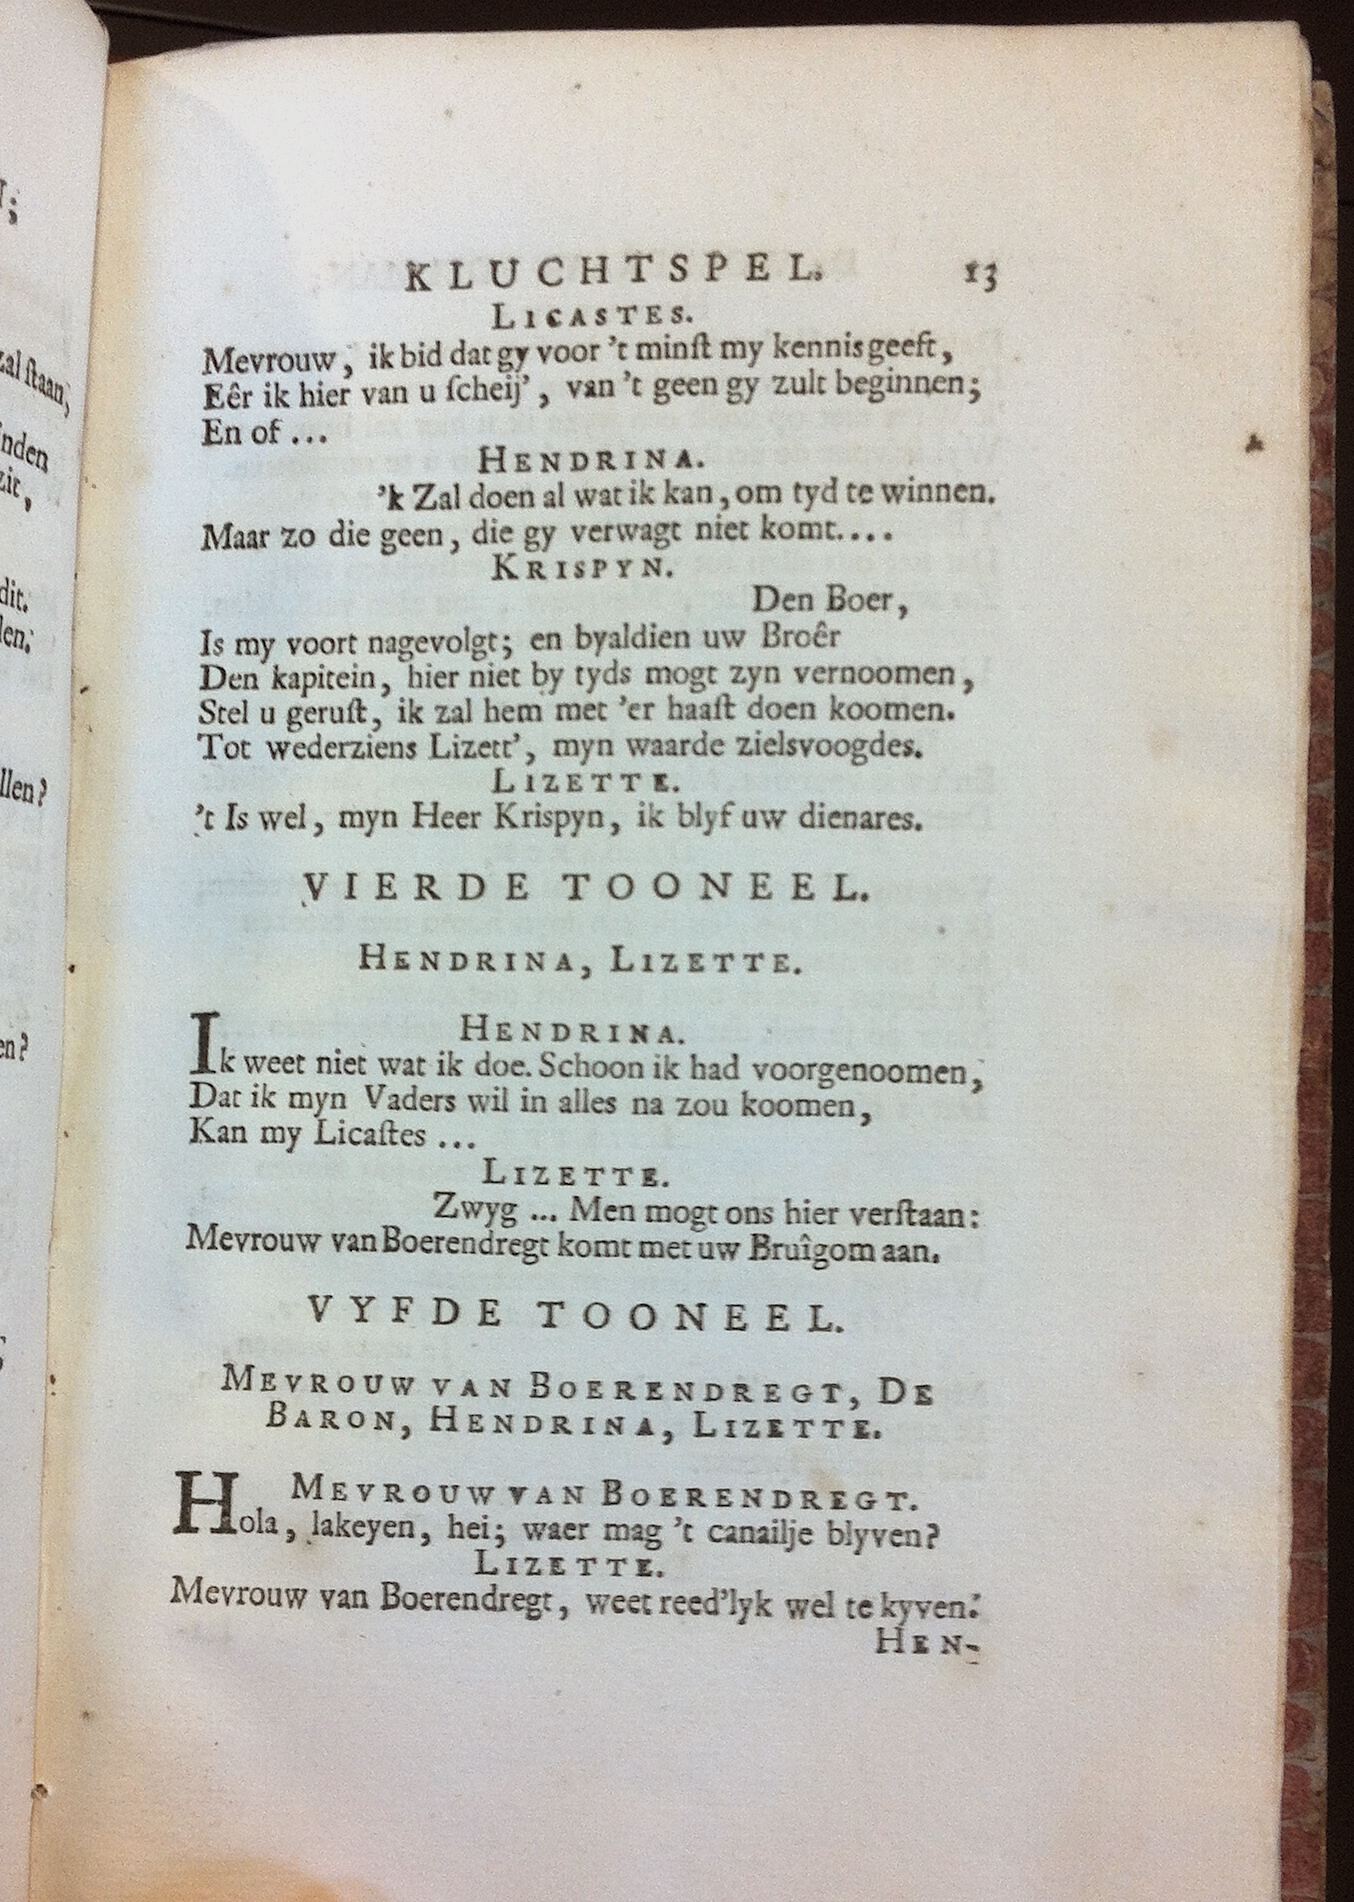 KLUCHTSPEL. 13
LICASTES.
Mevrouw, ik bid dat gy voor 't minſt my kennis geeft,
Eêr ik hier van u ſcheij', van 't geen gy zult beginnen;
En of ...
HENDRINA.
'k Zal doen al wat ik kan, om tyd te winnen.
Maar zo die geen, die gy verwagt niet komt....
KRISPYN.
Den Boer,
Is my voort nagevolgt; en byaldien uw Broêr
Den kapitein, hier niet by tyds mogt zyn vernoomen,
Stel u geruſt, ik zal hem met 'er haaſt doen koomen.
Tot wederziens Lizett', myn waarde zielsvoogdes.
LIZETTE.
't Is wel, myn Heer Krispyn, ik blyf uw dienares.
VIERDE TOONEEL.
HENDRINA, LIZETTE.
HENDRINA.
Ik weet niet wat ik doe. Schoon ik had voorgenoomen,
Dat ik myn Vaders wil in alles na zou koomen,
Kan my Licaſtes ...
LIZETTE.
Zwyg ... Men mogt ons hier verſtaan:
Mevrouw van Boerendregt komt met uw Bruîgom aan.
VYFDE TOONEEL.
MEVROUW VAN BOERENDREGT, DE
BARON, HENDRINA, LIZETTE.
MEVROUW VAN BOERENDREGT.
Hola, lakeyen, hei; waer mag 't canailje blyven?
LIZETTE.
Mevrouw van Boerendregt, weet reed'lyk wel te kyven.
HEN-
zal ſtaan,
inden
zit,
dit.
llen?
en?